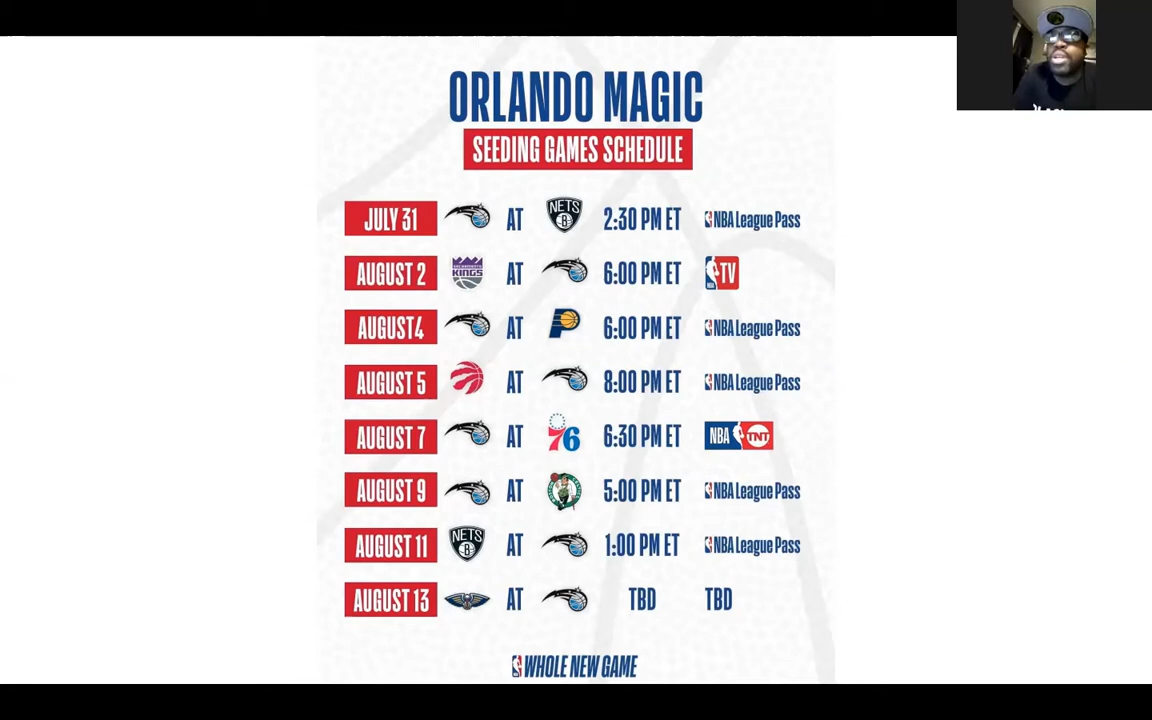 ORLANDO MAGIC
SEEDING GAMES SCHEDULE
JULY 31 AT NETS B 2:30 PM ET NBA League Pass
AUGUST 2 KINGS AT 6:00 PM ET NBA TV
AUGUST 4 AT P 6:00 PM ET NBA League Pass
AUGUST 5 AT 8:00 PM ET NBA League Pass
AUGUST 7 AT 76 6:30 PM ET NBA TNT
AUGUST 9 AT 5:00 PM ET NBA League Pass
AUGUST 11 NETS B AT 1:00 PM ET NBA League Pass
AUGUST 13 AT TBD TBD
WHOLE NEW GAME